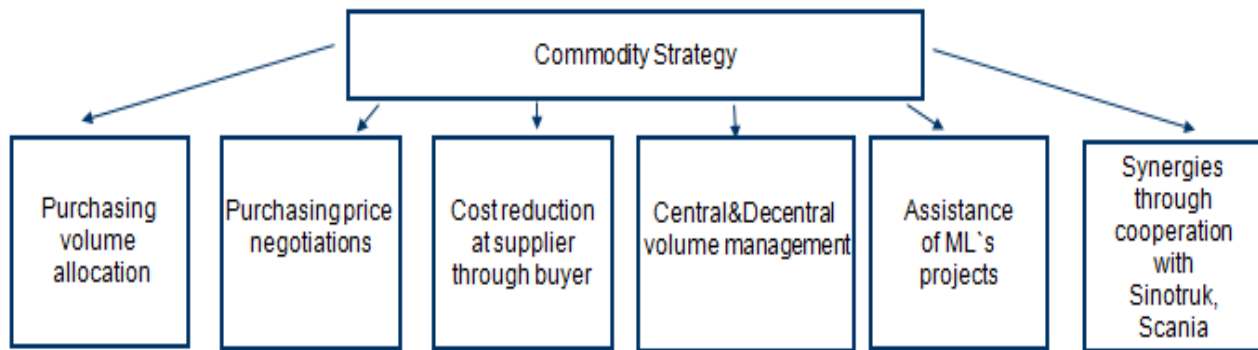 Commodity Strategy
Purchasing
volume
allocation
Purchasing price
negotiations
Cost reduction
at supplier
through buyer
Central&Decentral
volume management
Assistance
of ML`s
projects
Synergies
through
cooperation
with
Sinotruk,
Scania